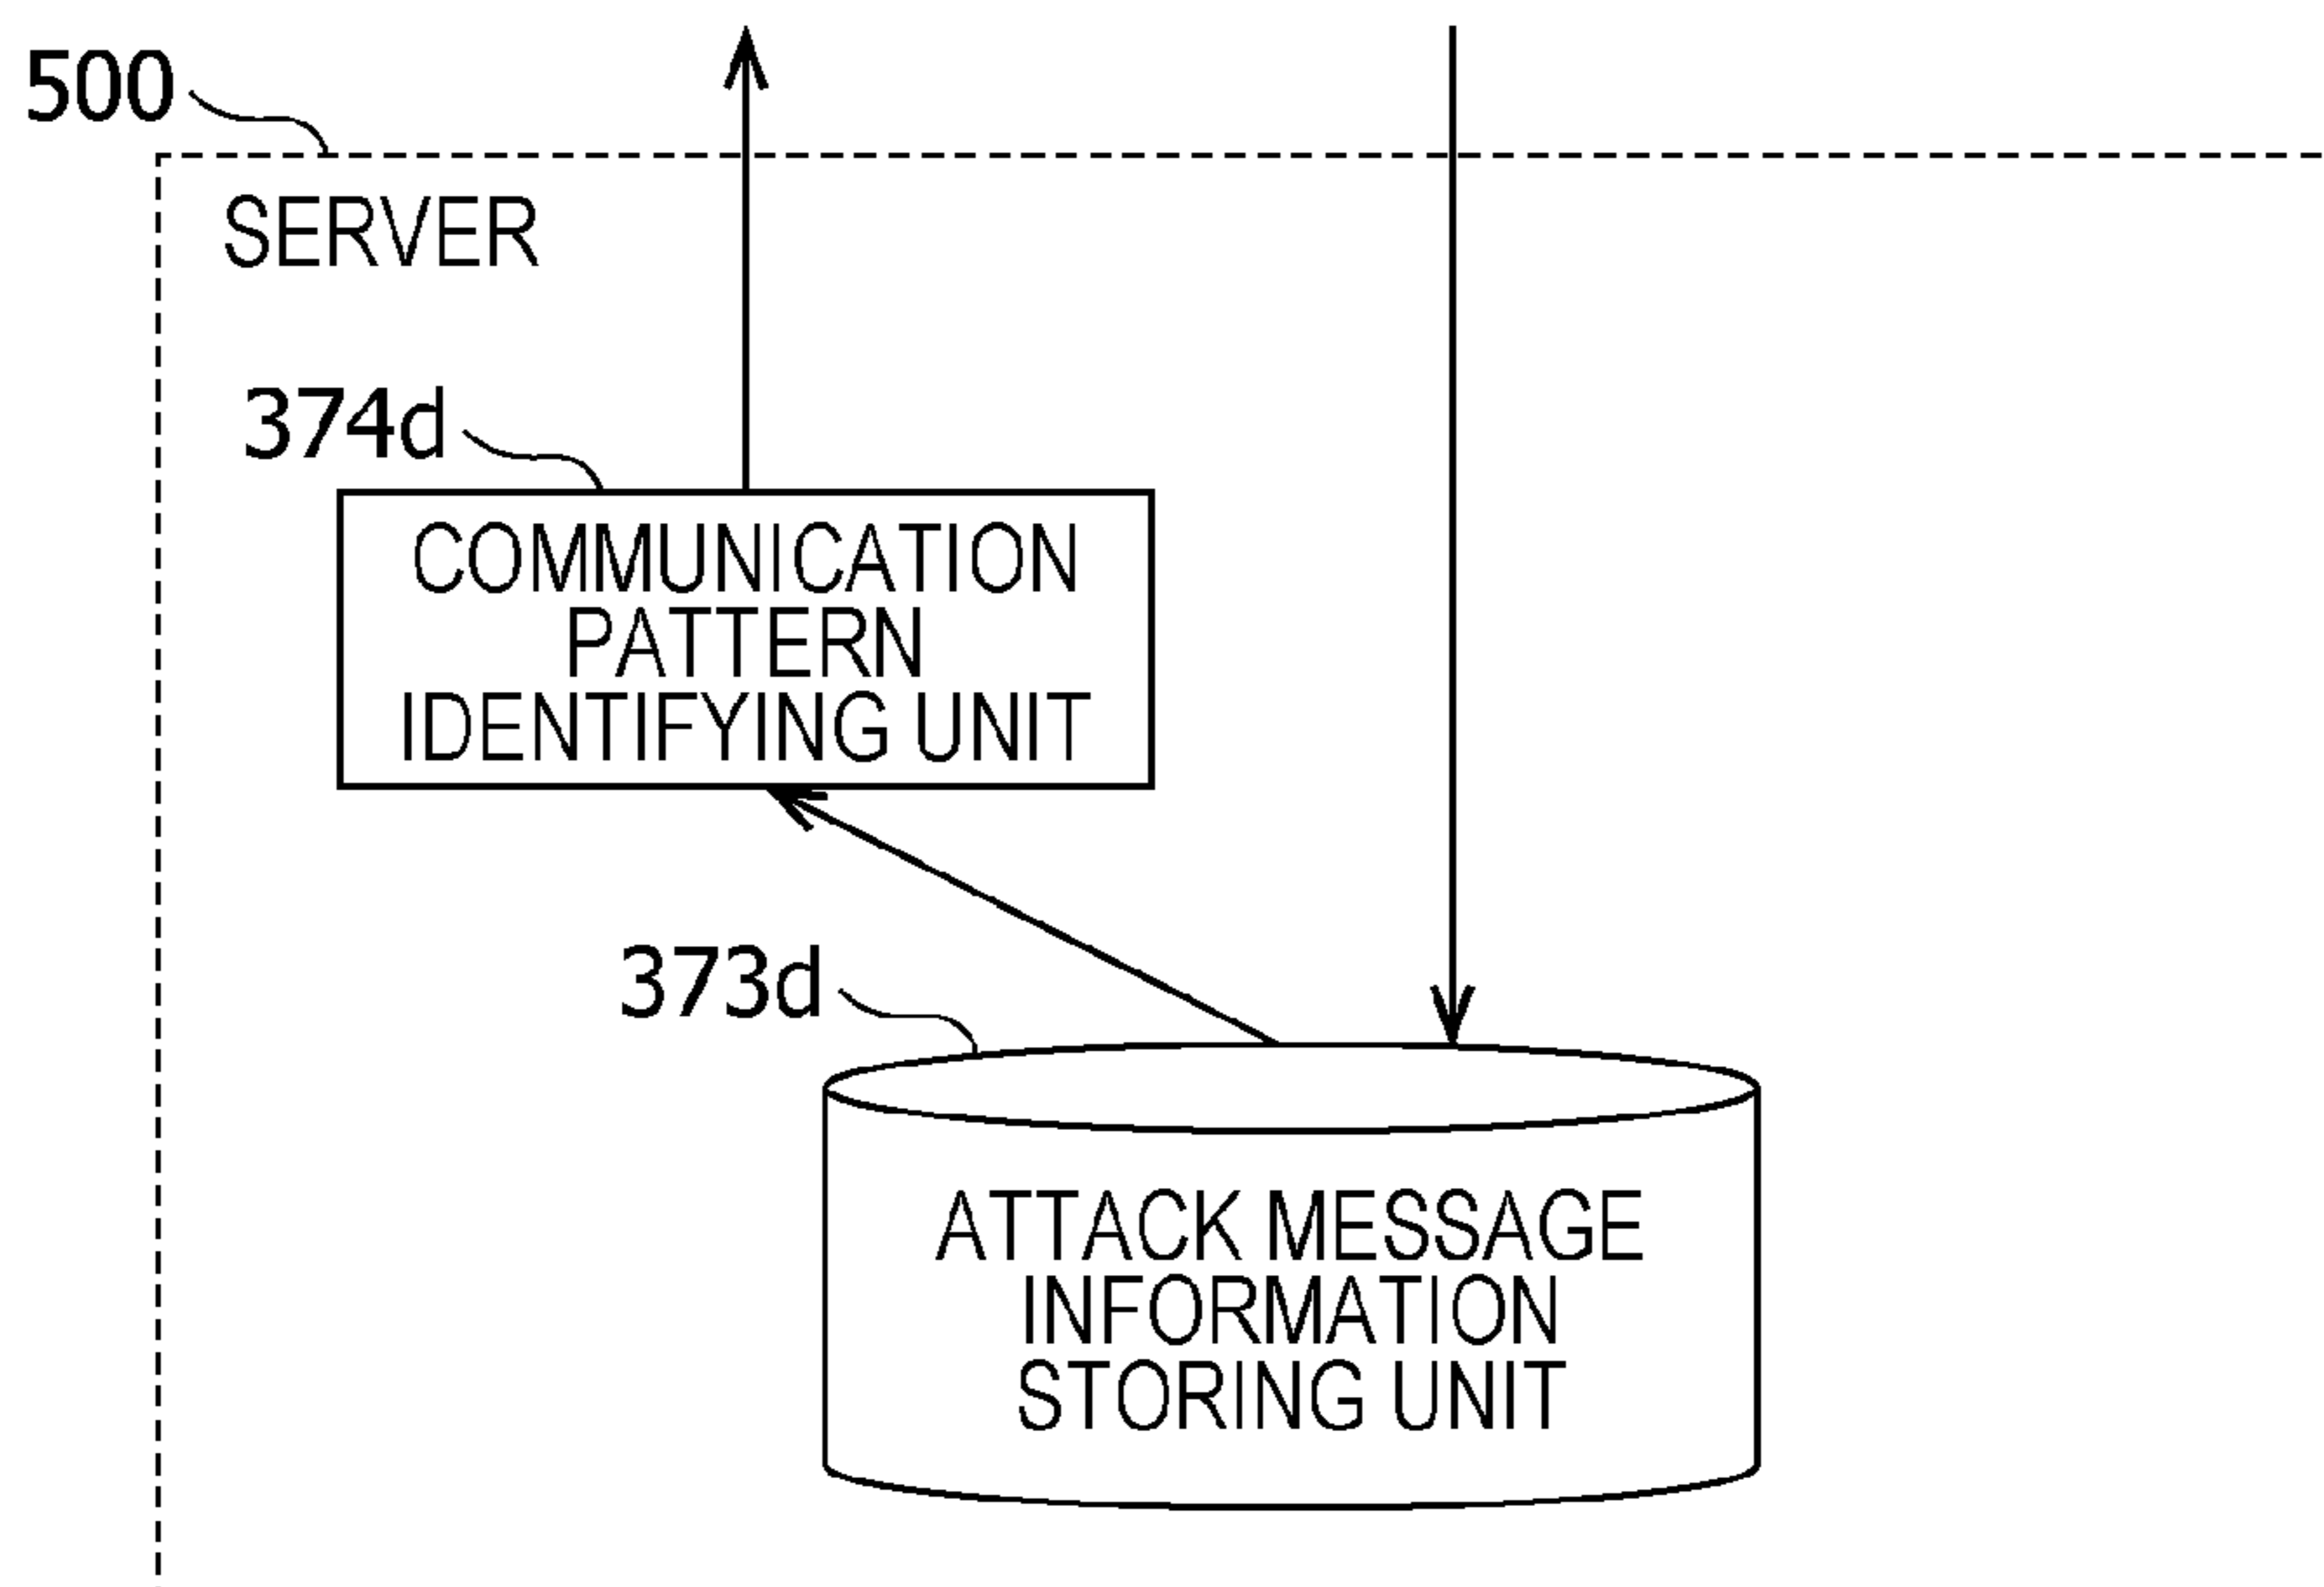 500
SERVER
374d
COMMUNICATION
PATTERN
IDENTIFYING UNIT
373d
ATTACK MESSAGE
INFORMATION
STORING UNIT